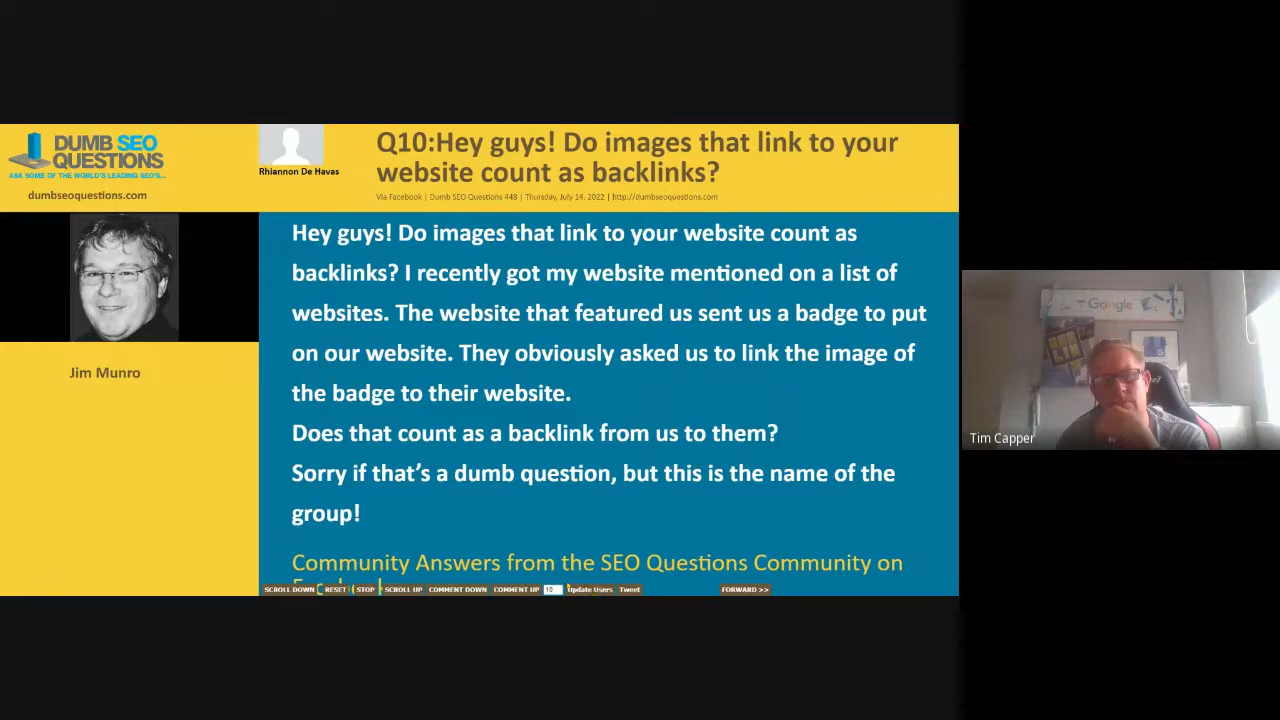 DUMB SEO
QUESTIONS
ASK SOME OF THE WORLD'S LEADING SEO'S...
dumbseoquestions.com
Rhiannon De Havas
Q10:Hey guys! Do images that link to your
website count as backlinks?
Via Facebook | Dumb SEO Questions 448 | Thursday, July 14, 2022 | http://dumbseoquestions.com
Jim Munro
Hey guys! Do images that link to your website count as
backlinks? I recently got my website mentioned on a list of
websites. The website that featured us sent us a badge to put
on our website. They obviously asked us to link the image of
the badge to their website.
Does that count as a backlink from us to them?
Sorry if that's a dumb question, but this is the name of the
group!
Community Answers from the SEO Questions Community on
SCROLL DOWN RESET STOP SCROLL UP COMMENT DOWN COMMENT UP 10 Update Users Tweet FORWARD >>
Google
Tim Capper